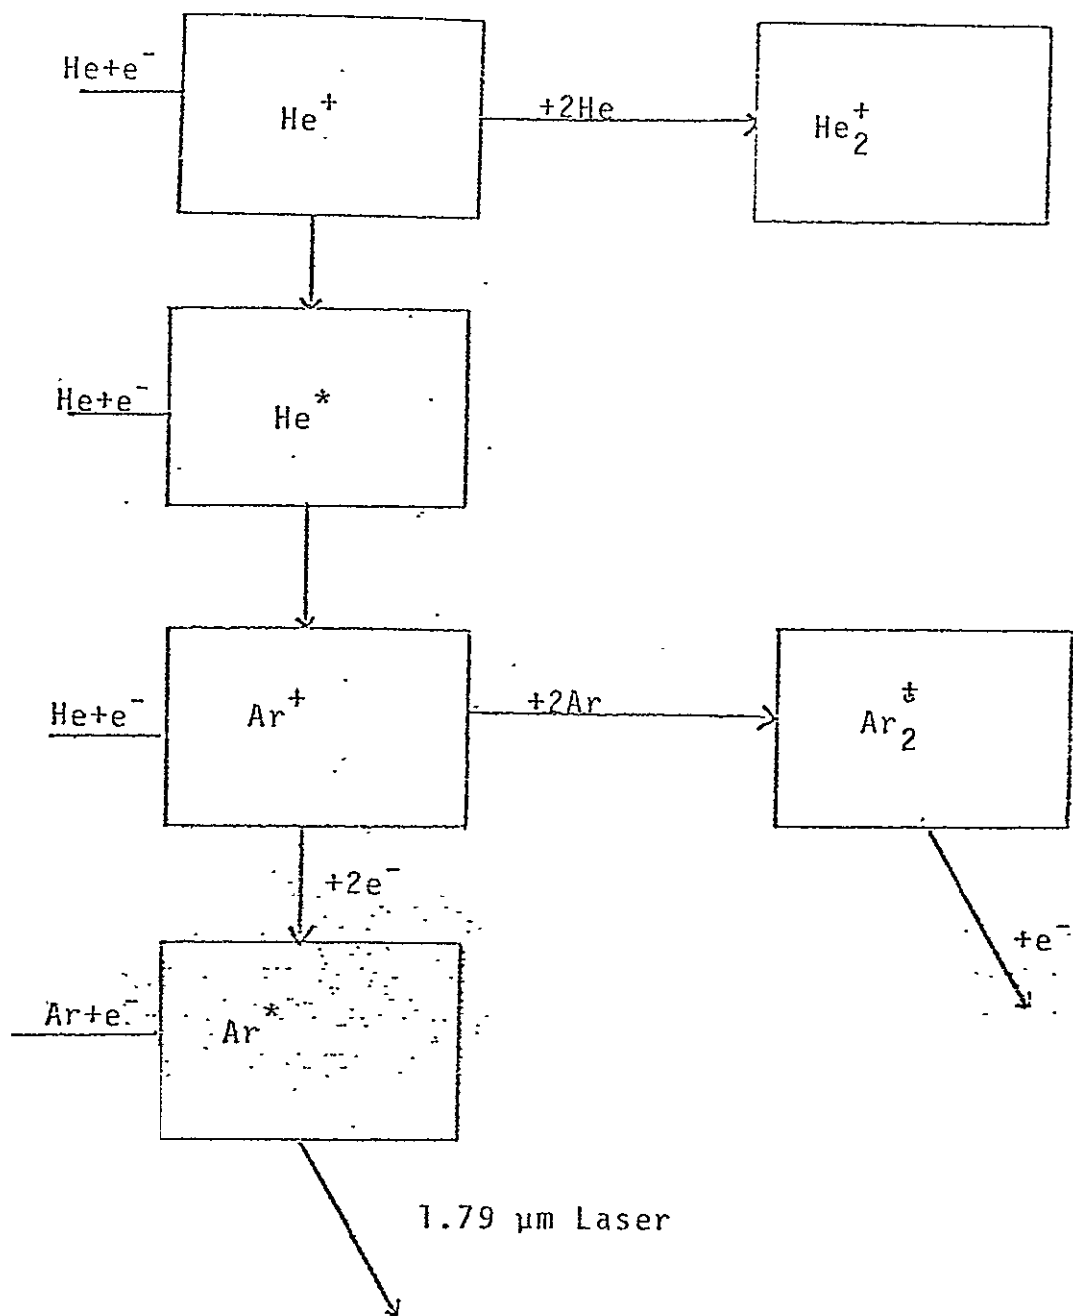 He+e⁻
He⁺
+2He
He₂⁺
He+e⁻
He*
He+e⁻
Ar⁺
+2Ar
Ar₂⁺
+2e⁻
+e⁻
Ar+e⁻
Ar*
1.79 µm Laser